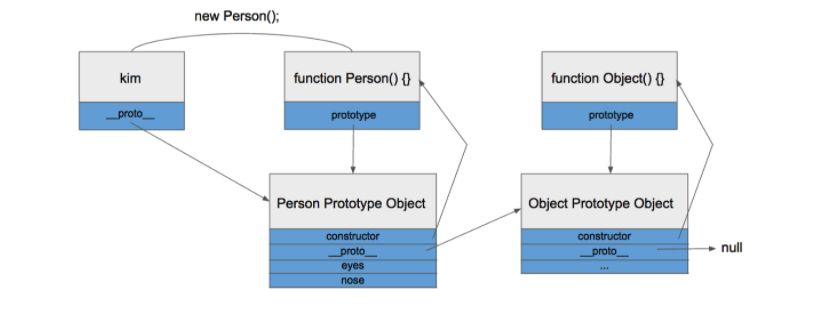 new Person();
kim
__proto__
function Person() {}
prototype
function Object() {}
prototype
Person Prototype Object
constructor
__proto__
eyes
nose
Object Prototype Object
constructor
__proto__
...
null